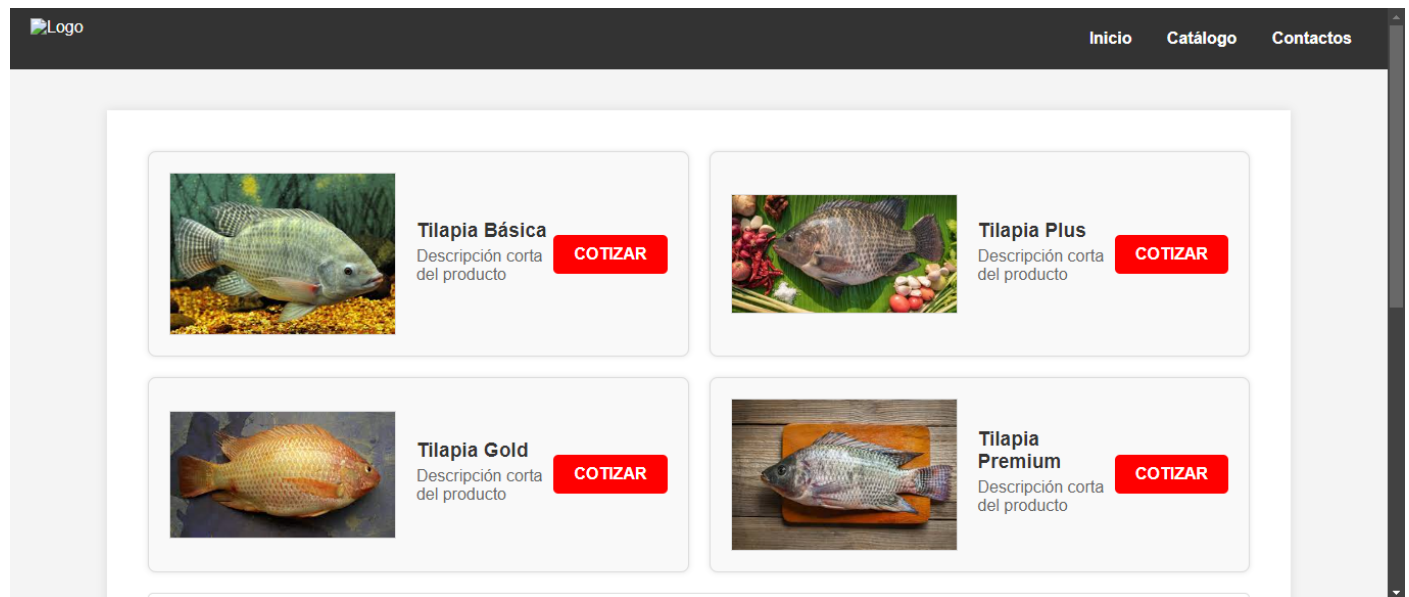 Logo
Inicio Catálogo Contactos
Tilapia Básica
Descripción corta
del producto
COTIZAR
Tilapia Plus
Descripción corta
del producto
COTIZAR
Tilapia Gold
Descripción corta
del producto
COTIZAR
Tilapia
Premium
Descripción corta
del producto
COTIZAR